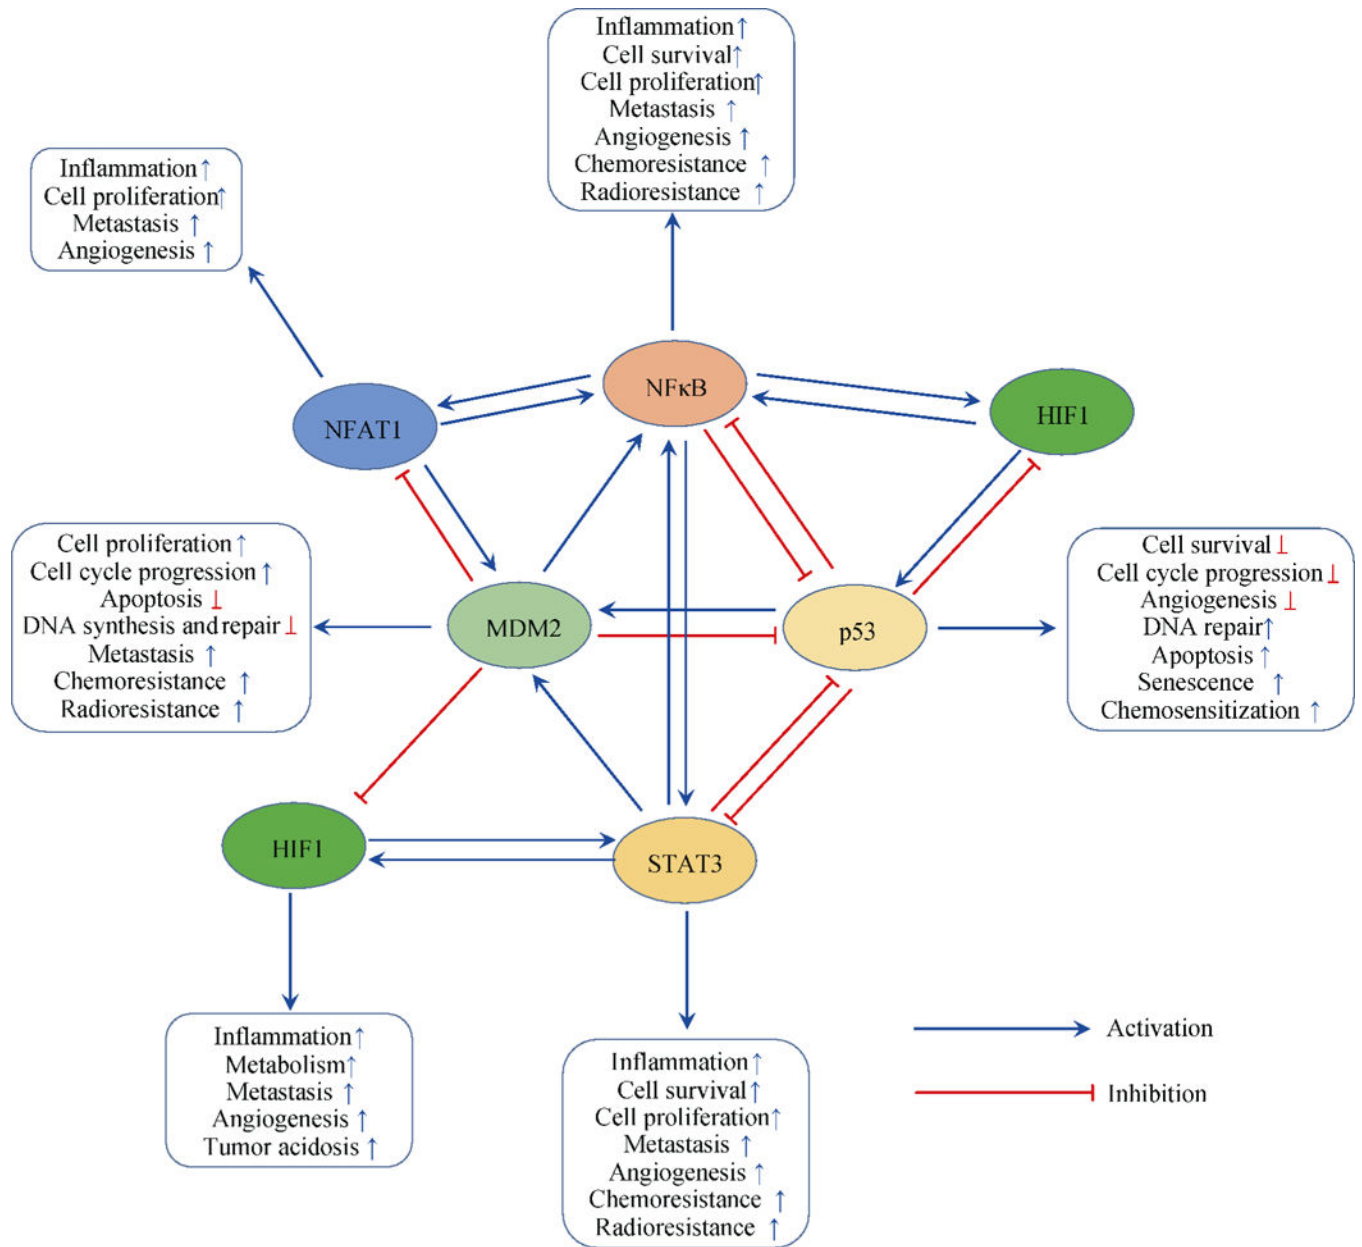 Inflammation ↑
Cell survival ↑
Cell proliferation ↑
Metastasis ↑
Angiogenesis ↑
Chemoresistance ↑
Radioresistance ↑
Inflammation ↑
Cell proliferation ↑
Metastasis ↑
Angiogenesis ↑
NFκB
NFAT1
HIF1
Cell proliferation ↑
Cell cycle progression ↑
Apoptosis ⊥
DNA synthesis and repair ⊥
Metastasis ↑
Chemoresistance ↑
Radioresistance ↑
MDM2
p53
Cell survival ⊥
Cell cycle progression ⊥
Angiogenesis ⊥
DNA repair ↑
Apoptosis ↑
Senescence ↑
Chemosensitization ↑
HIF1
STAT3
Inflammation ↑
Metabolism ↑
Metastasis ↑
Angiogenesis ↑
Tumor acidosis ↑
Inflammation ↑
Cell survival ↑
Cell proliferation ↑
Metastasis ↑
Angiogenesis ↑
Chemoresistance ↑
Radioresistance ↑
Activation
Inhibition